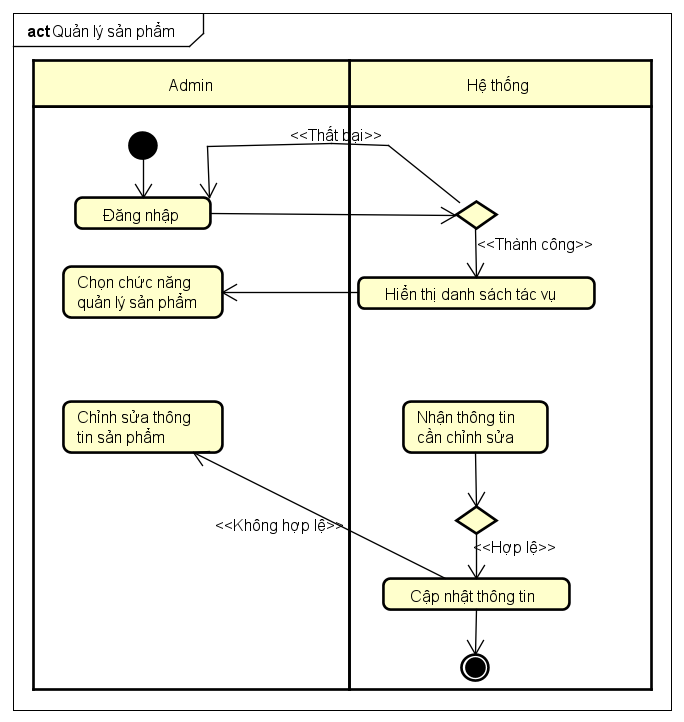 act Quản lý sản phẩm
Admin
Hệ thống
<<Thất bại>>
Đăng nhập
<<Thành công>>
Chọn chức năng
quản lý sản phẩm
Hiển thị danh sách tác vụ
Chỉnh sửa thông
tin sản phẩm
Nhận thông tin
cần chỉnh sửa
<<Không hợp lệ>>
<<Hợp lệ>>
Cập nhật thông tin